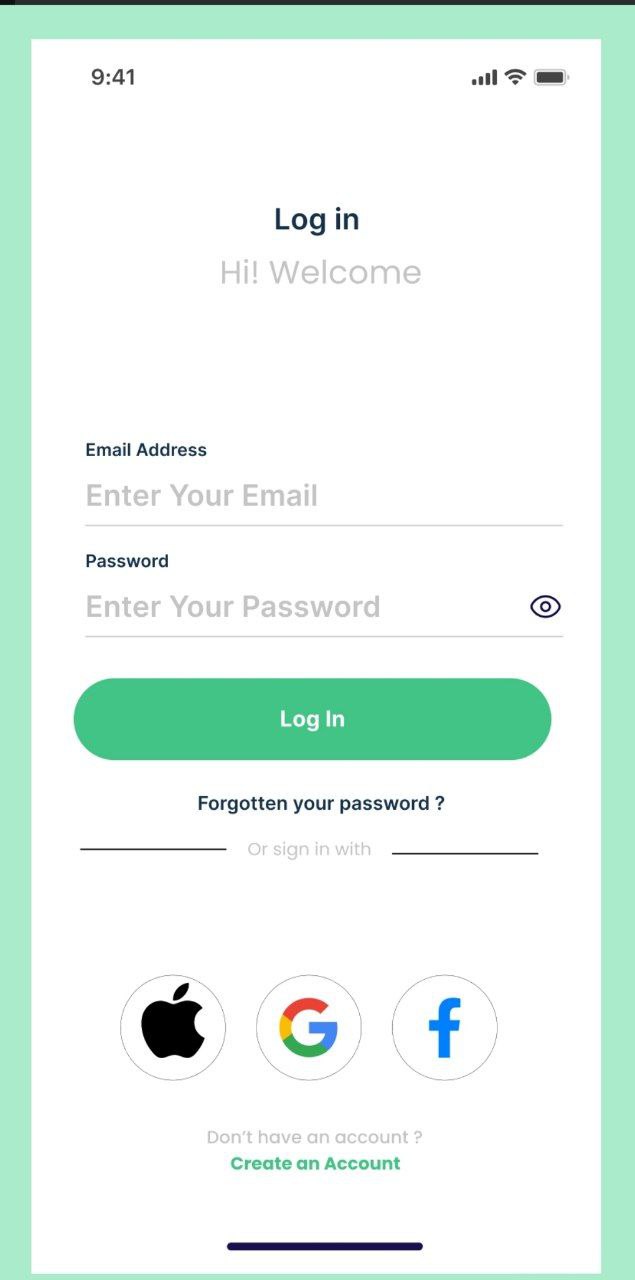 9:41
Log in
Hi! Welcome
Email Address
Enter Your Email
Password
Enter Your Password
Log In
Forgotten your password ?
Or sign in with
Don’t have an account ?
Create an Account